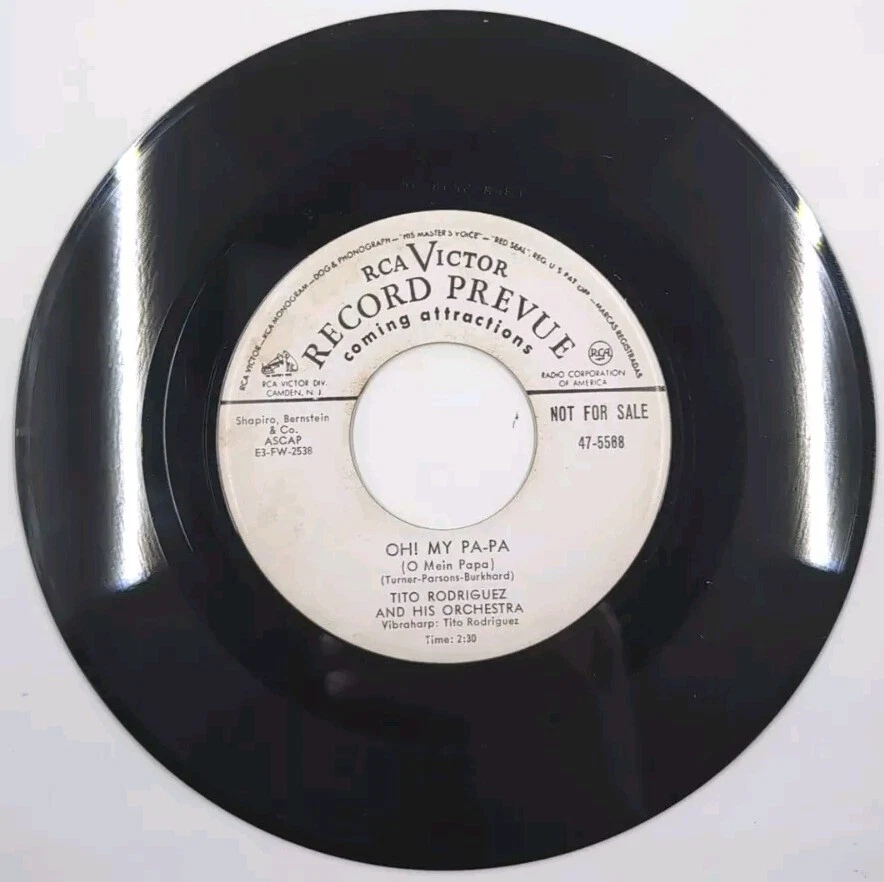 RCA VICTOR—RCA MONOGRAM—DOG & PHONOGRAPH—"HIS MASTER'S VOICE"—"RED SEAL", REG. U S PAT OFF—MARCAS REGISTRADAS
RCA VICTOR
RECORD PREVUE
coming attractions
RCA VICTOR DIV.
CAMDEN, N. J.
RCA
RADIO CORPORATION
OF AMERICA
Shapiro, Bernstein
& Co.
ASCAP
E3-FW-2538
NOT FOR SALE
47-5588
OH! MY PA-PA
(O Mein Papa)
(Turner-Parsons-Burkhard)
TITO RODRIGUEZ
AND HIS ORCHESTRA
Vibraharp: Tito Rodriguez
Time: 2:30